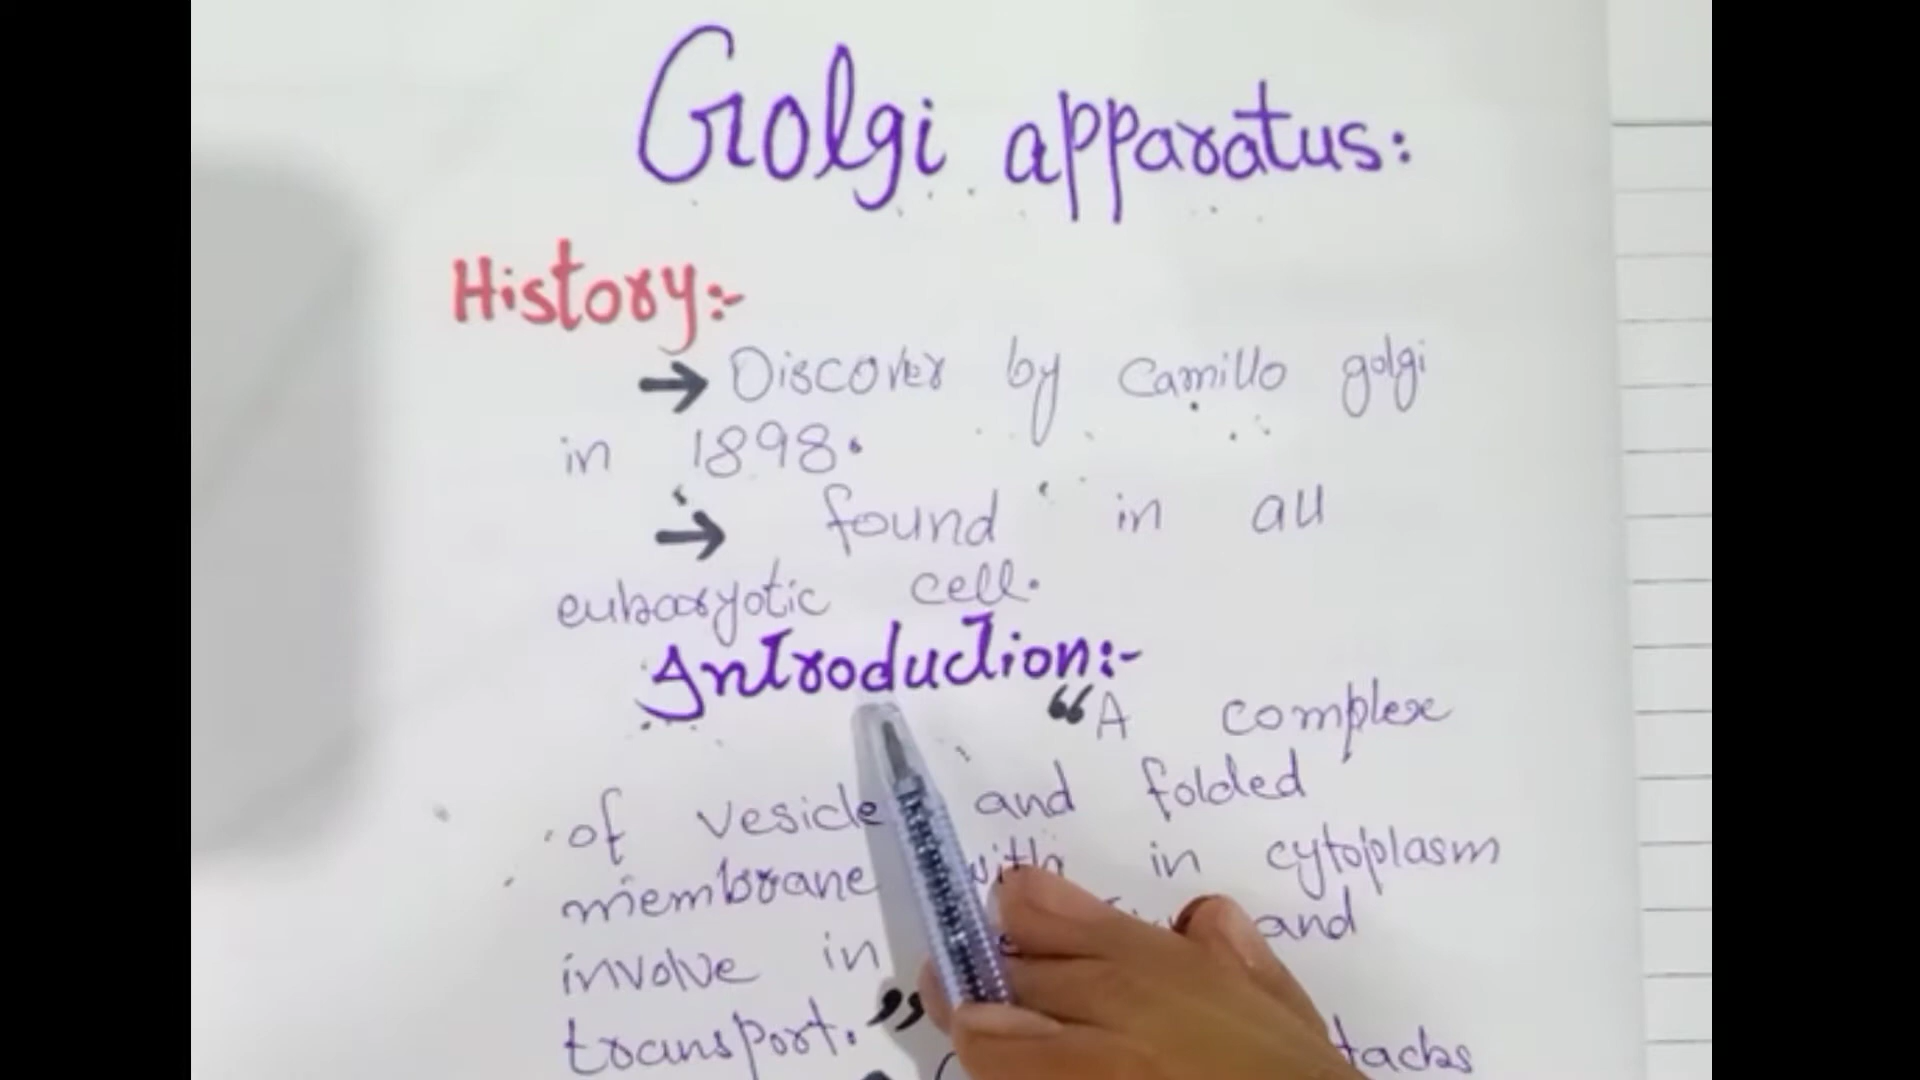 Golgi apparatus:
History:-
→ Discover by Camillo golgi
in 1898.
→ found in all
eukaryotic cell.
Introduction:-
“A complex
of vesicle and folded
membrane with in cytoplasm
involve in and
transport.”